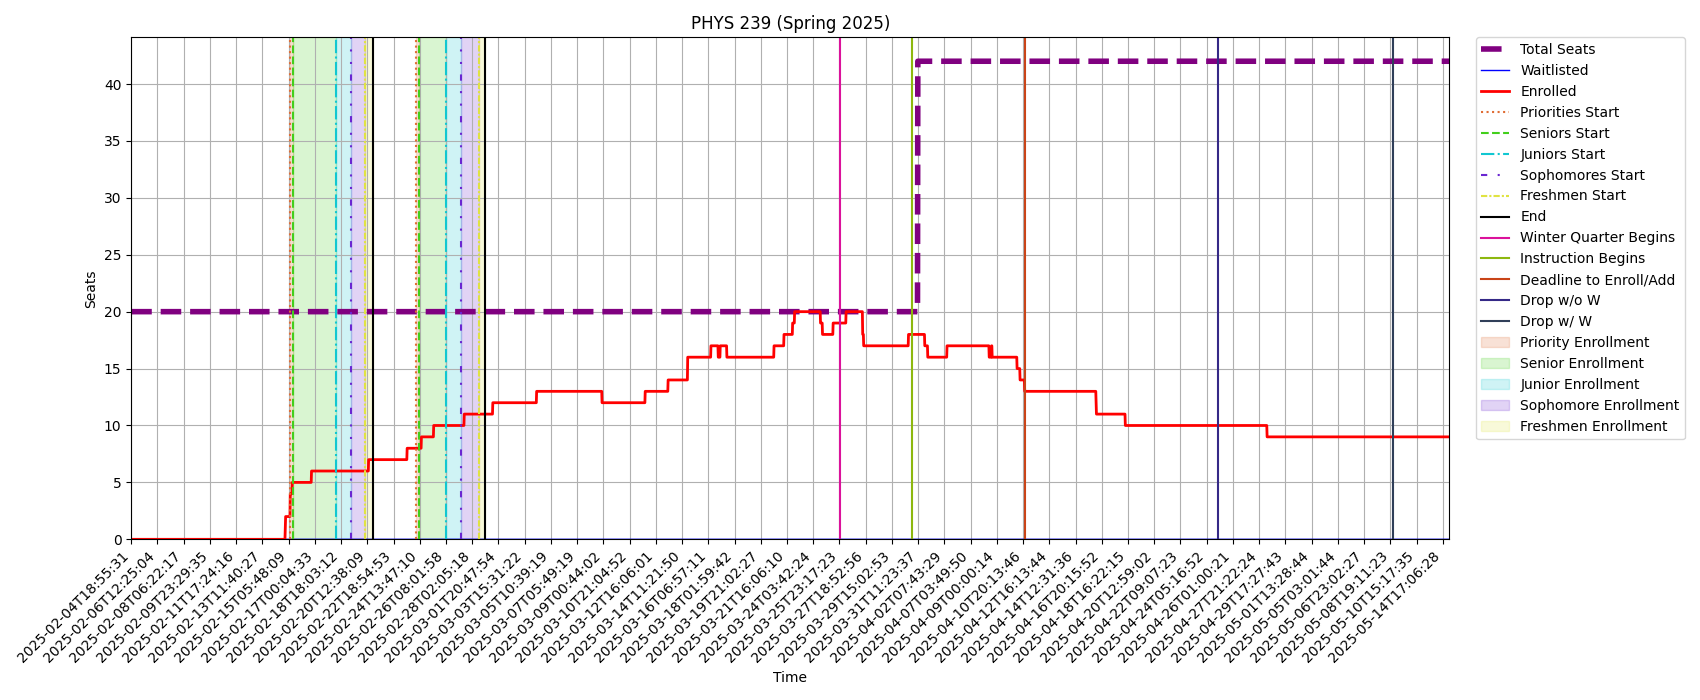 PHYS 239 (Spring 2025)
Seats
40
35
30
25
20
15
10
5
0
2025-02-04T18:55:31
2025-02-06T12:25:04
2025-02-08T06:22:17
2025-02-09T23:29:35
2025-02-11T17:24:16
2025-02-13T11:40:27
2025-02-15T05:48:09
2025-02-17T00:04:33
2025-02-18T18:03:12
2025-02-20T12:38:09
2025-02-22T18:54:53
2025-02-24T13:47:10
2025-02-26T08:01:58
2025-02-28T02:05:18
2025-03-01T20:47:54
2025-03-03T15:31:22
2025-03-05T10:39:19
2025-03-07T05:49:19
2025-03-09T00:44:02
2025-03-10T21:04:52
2025-03-12T16:06:01
2025-03-14T11:21:50
2025-03-16T06:57:11
2025-03-18T01:59:42
2025-03-19T21:02:27
2025-03-21T16:06:10
2025-03-24T03:42:24
2025-03-25T23:17:23
2025-03-27T18:52:56
2025-03-29T15:02:53
2025-03-31T11:23:37
2025-04-02T07:43:29
2025-04-07T03:49:50
2025-04-09T00:00:14
2025-04-10T20:13:46
2025-04-12T16:13:44
2025-04-14T12:31:36
2025-04-16T20:15:52
2025-04-18T16:22:15
2025-04-20T12:59:02
2025-04-22T09:07:23
2025-04-24T05:16:52
2025-04-26T01:00:21
2025-04-27T21:22:24
2025-04-29T17:27:43
2025-05-01T13:28:44
2025-05-05T03:01:44
2025-05-06T23:02:27
2025-05-08T19:11:23
2025-05-10T15:17:35
2025-05-14T17:06:28
Time
Total Seats
Waitlisted
Enrolled
Priorities Start
Seniors Start
Juniors Start
Sophomores Start
Freshmen Start
End
Winter Quarter Begins
Instruction Begins
Deadline to Enroll/Add
Drop w/o W
Drop w/ W
Priority Enrollment
Senior Enrollment
Junior Enrollment
Sophomore Enrollment
Freshmen Enrollment